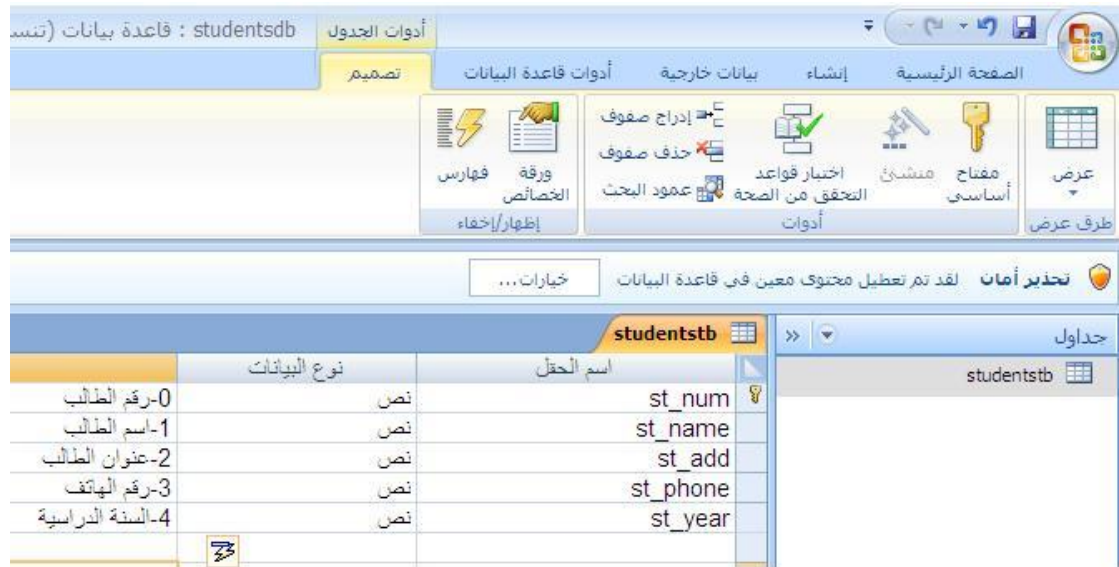 أدوات الجدول
studentsdb : قاعدة بيانات (تنس
الصفحة الرئيسية إنشاء بيانات خارجية أدوات قاعدة البيانات تصميم
عرض
طرق عرض
مفتاح أساسي
منشئ
اختبار قواعد التحقق من الصحة
إدراج صفوف
حذف صفوف
عمود البحث
أدوات
ورقة الخصائص
فهارس
إظهار/إخفاء
تحذير أمان لقد تم تعطيل محتوى معين في قاعدة البيانات خيارات...
جداول »
studentstb
studentstb
اسم الحقل نوع البيانات
st_num نص 0-رقم الطالب
st_name نص 1-اسم الطالب
st_add نص 2-عنوان الطالب
st_phone نص 3-رقم الهاتف
st_year نص 4-السنة الدراسية